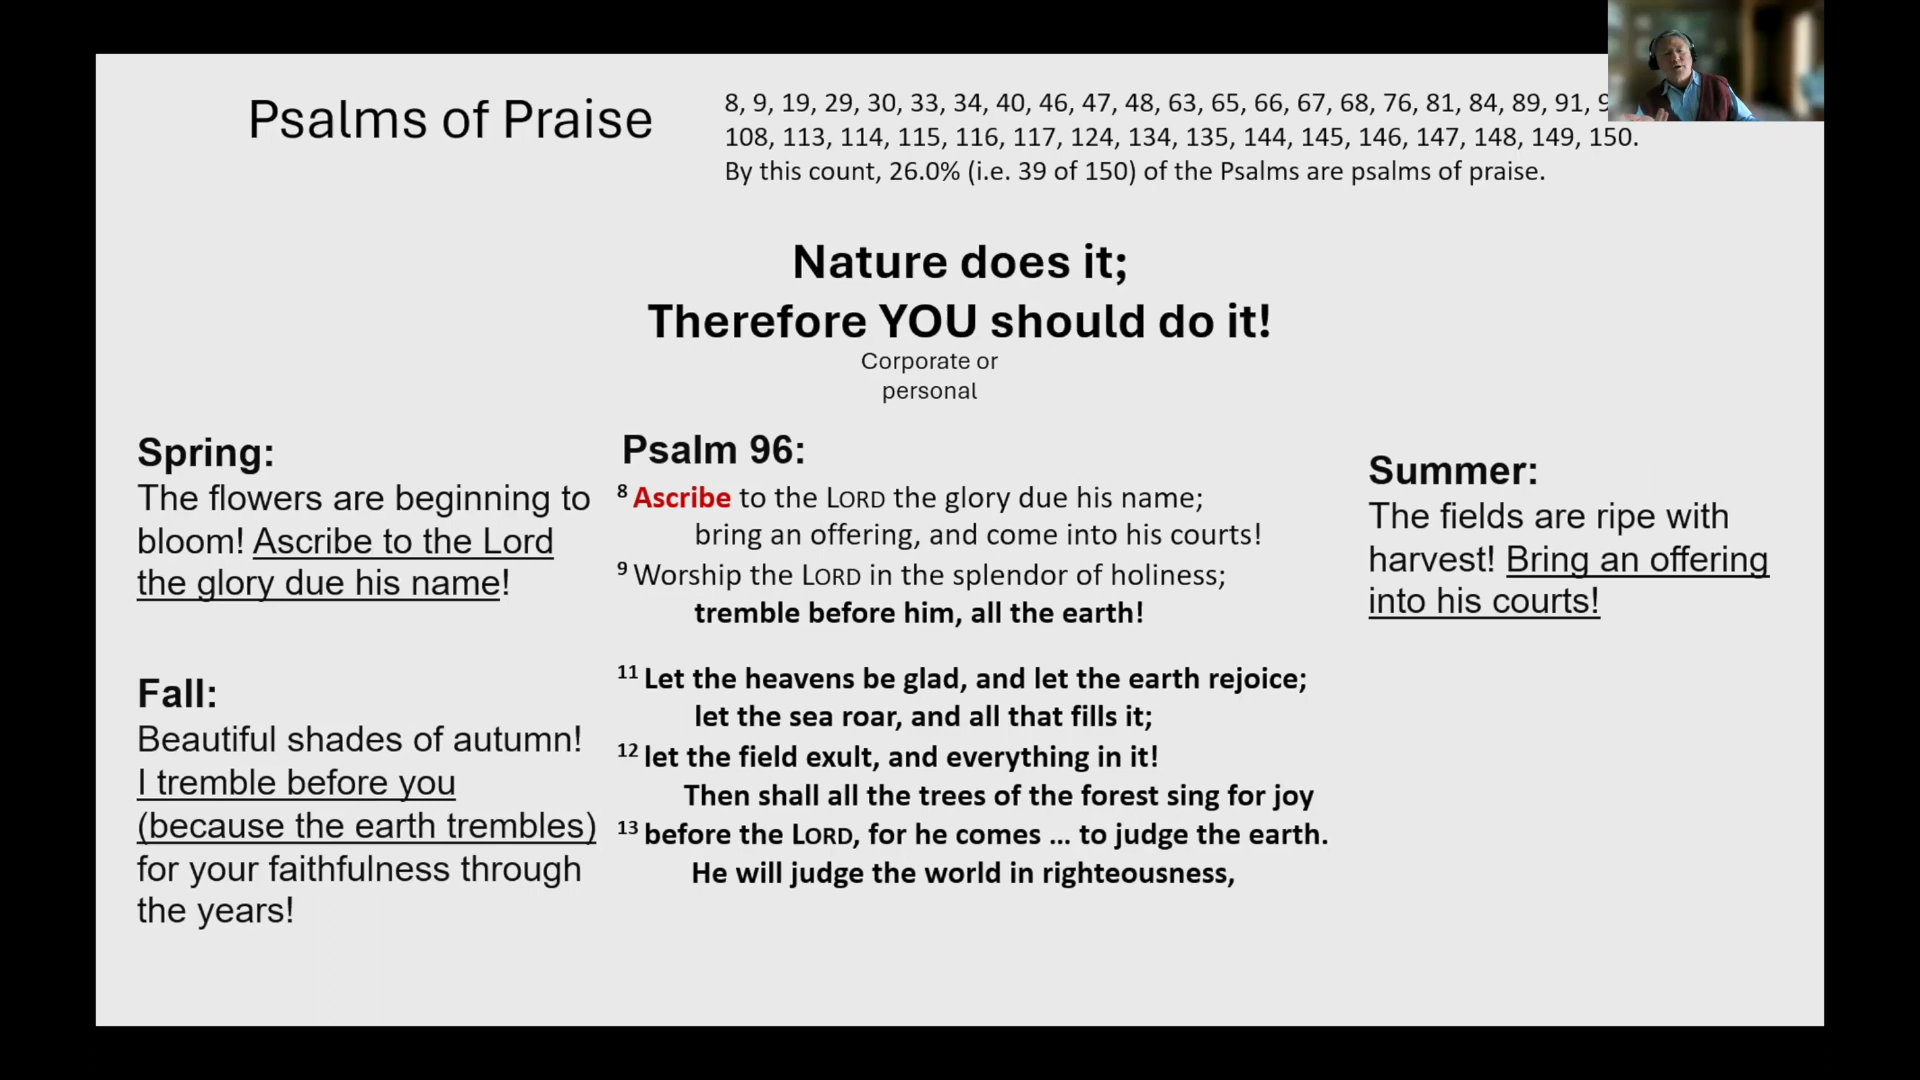 Psalms of Praise
8, 9, 19, 29, 30, 33, 34, 40, 46, 47, 48, 63, 65, 66, 67, 68, 76, 81, 84, 89, 91,
108, 113, 114, 115, 116, 117, 124, 134, 135, 144, 145, 146, 147, 148, 149, 150.
By this count, 26.0% (i.e. 39 of 150) of the Psalms are psalms of praise.
Nature does it;
Therefore YOU should do it!
Corporate or
personal
Spring:
The flowers are beginning to
bloom! Ascribe to the Lord
the glory due his name!
Fall:
Beautiful shades of autumn!
I tremble before you
(because the earth trembles)
for your faithfulness through
the years!
Psalm 96:
8 Ascribe to the LORD the glory due his name;
bring an offering, and come into his courts!
9 Worship the LORD in the splendor of holiness;
tremble before him, all the earth!
11 Let the heavens be glad, and let the earth rejoice;
let the sea roar, and all that fills it;
12 let the field exult, and everything in it!
Then shall all the trees of the forest sing for joy
13 before the LORD, for he comes ... to judge the earth.
He will judge the world in righteousness,
Summer:
The fields are ripe with
harvest! Bring an offering
into his courts!